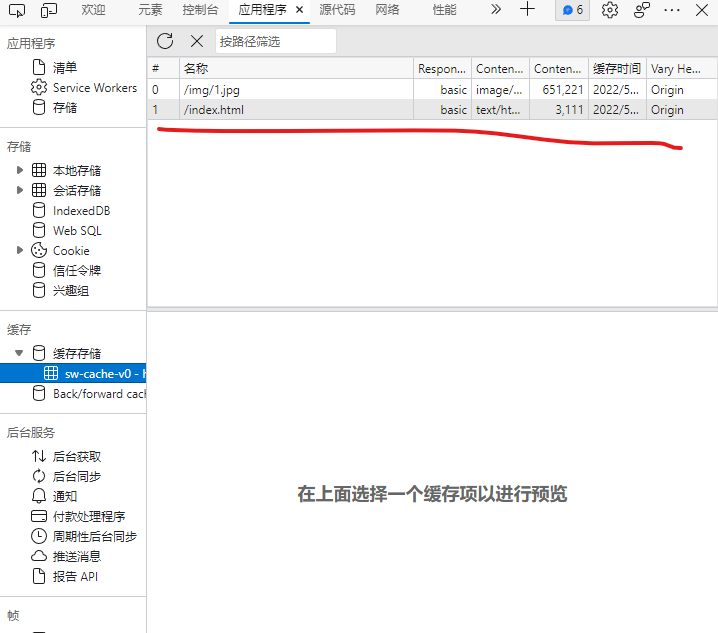 欢迎 元素 控制台 应用程序 × 源代码 网络 性能 6
应用程序
清单
Service Workers
存储
存储
本地存储
会话存储
IndexedDB
Web SQL
Cookie
信任令牌
兴趣组
缓存
缓存存储
sw-cache-v0 - h
Back/forward cach
后台服务
后台获取
后台同步
通知
付款处理程序
周期性后台同步
推送消息
报告 API
帧
按路径筛选
# 名称 Respon... Conten... Conten... 缓存时间 Vary He...
0 /img/1.jpg basic image/... 651,221 2022/5... Origin
1 /index.html basic text/ht... 3,111 2022/5... Origin
在上面选择一个缓存项以进行预览